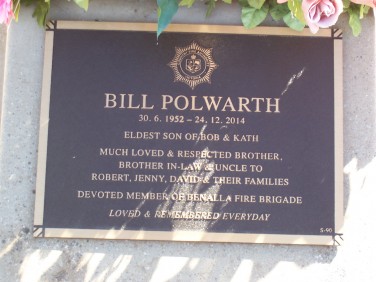 BILL POLWARTH
30. 6. 1952 – 24. 12. 2014
ELDEST SON OF BOB & KATH
MUCH LOVED & RESPECTED BROTHER,
BROTHER IN-LAW & UNCLE TO
ROBERT, JENNY, DAVID & THEIR FAMILIES
DEVOTED MEMBER OF BENALLA FIRE BRIGADE
LOVED & REMEMBERED EVERYDAY